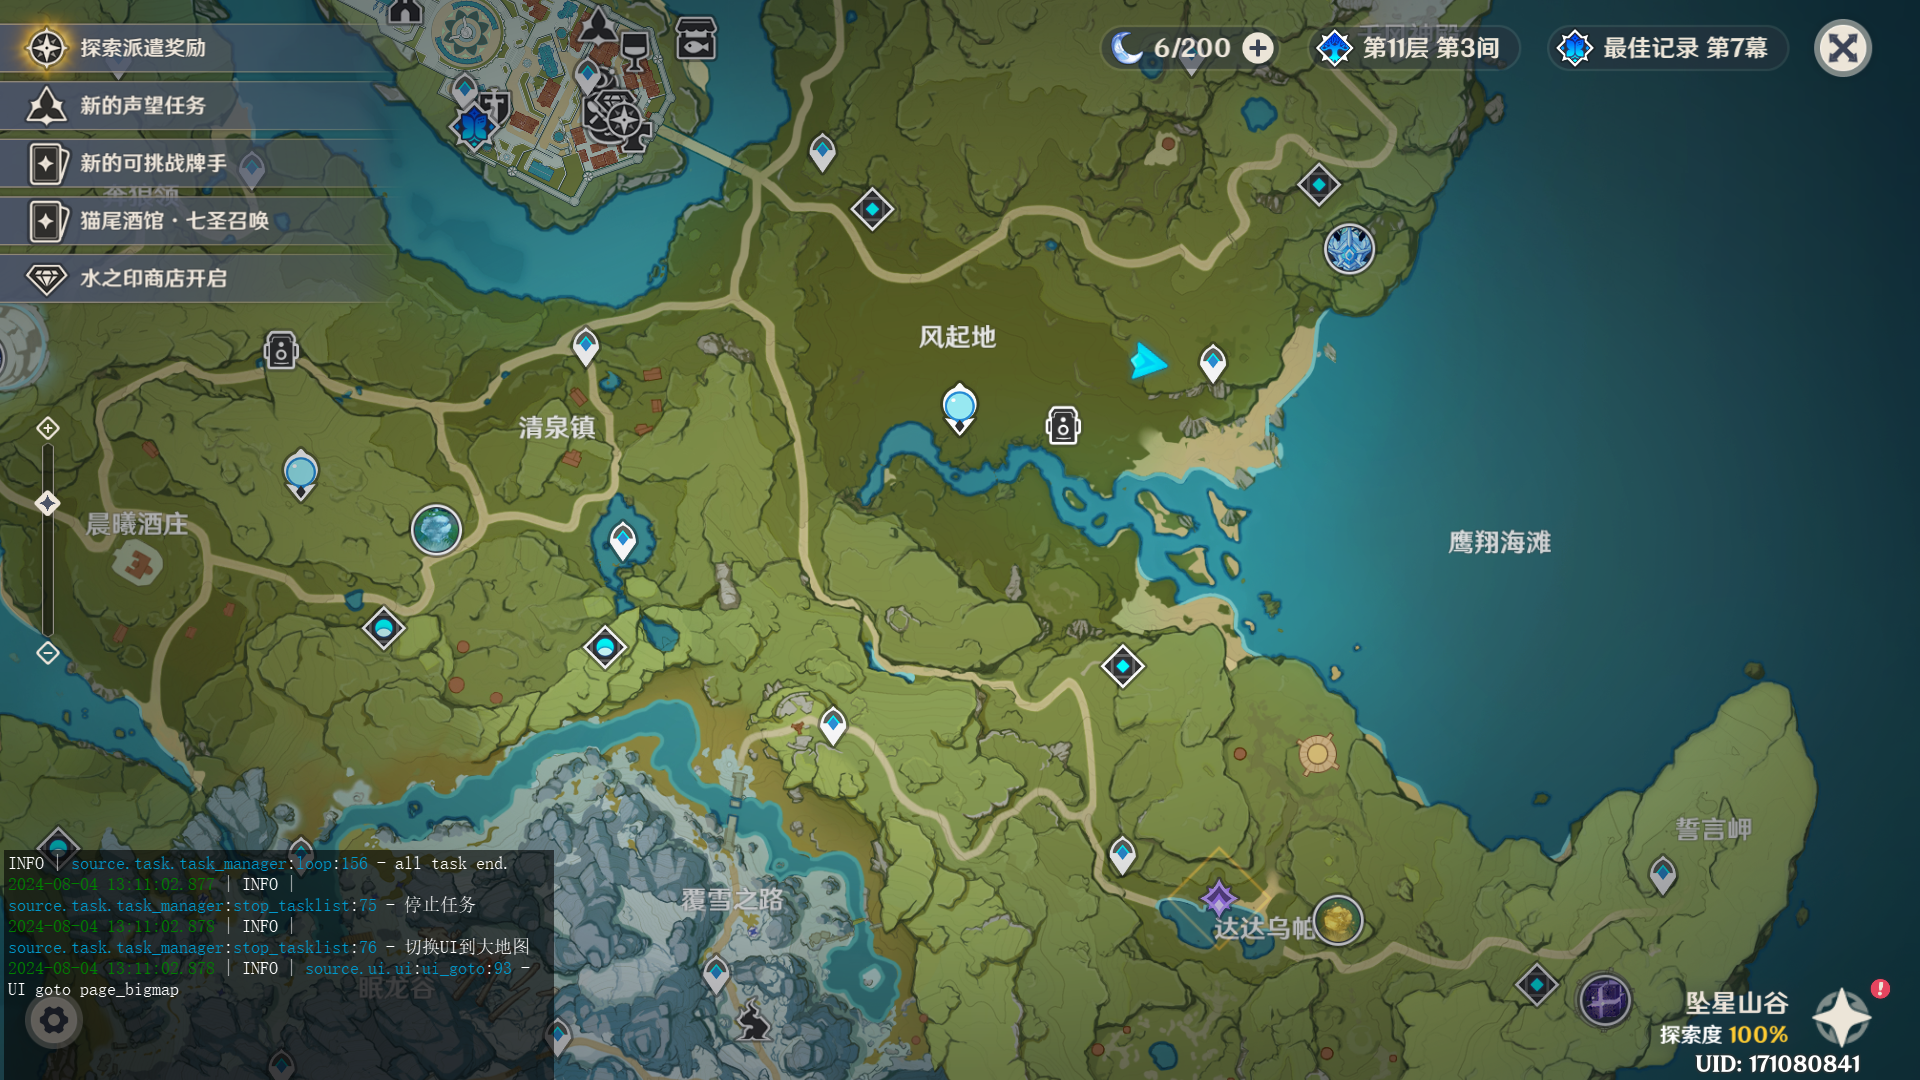 探索派遣奖励
新的声望任务
新的可挑战牌手
奔狼领
猫尾酒馆·七圣召唤
水之印商店开启
6/200
第11层 第3间
最佳记录 第7幕
风起地
清泉镇
晨曦酒庄
鹰翔海滩
誓言岬
覆雪之路
达达乌帕
眠龙谷
INFO | source.task.task_manager:loop:156 - all task end.
2024-08-04 13:11:02.877 | INFO |
source.task.task_manager:stop_tasklist:75 - 停止任务
2024-08-04 13:11:02.878 | INFO |
source.task.task_manager:stop_tasklist:76 - 切换UI到大地图
2024-08-04 13:11:02.878 | INFO | source.ui.ui:ui_goto:93 -
UI goto page_bigmap
坠星山谷
探索度 100%
UID: 171080841